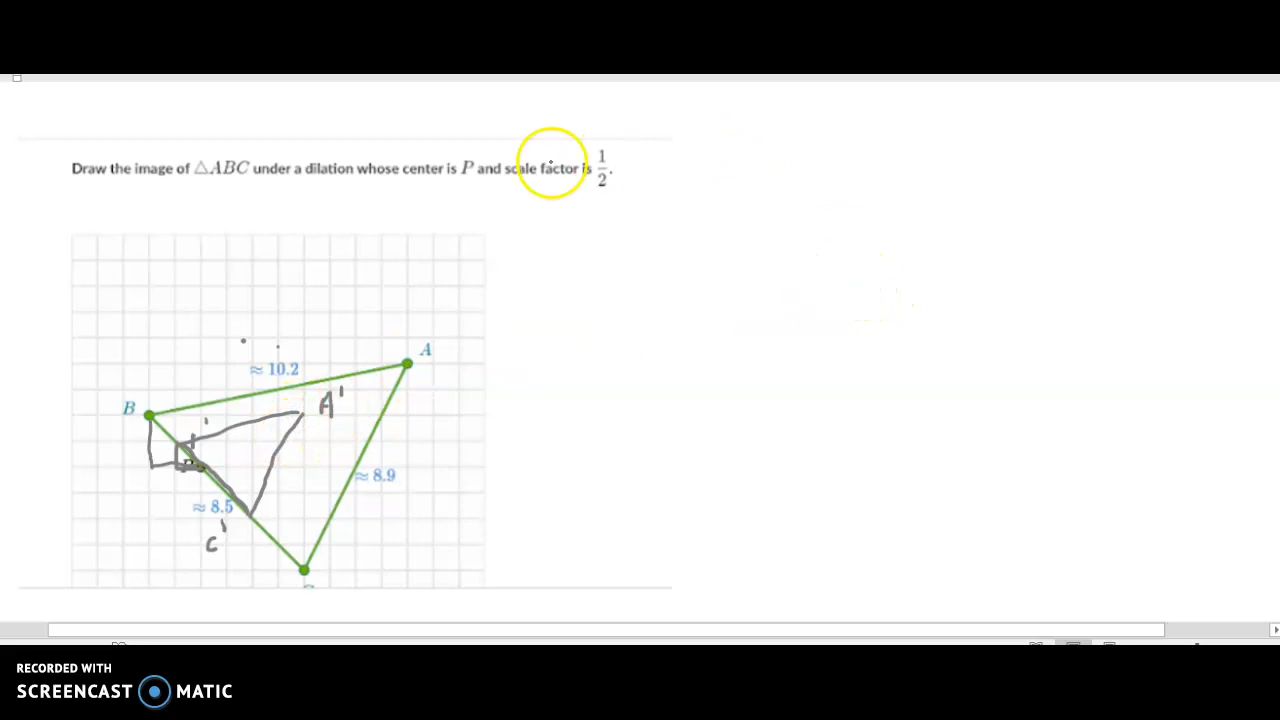 Draw the image of △ABC under a dilation whose center is P and scale factor is 1/2.
A
≈ 10.2
A'
B
≈ 8.9
≈ 8.5
C'
RECORDED WITH
SCREENCAST MATIC